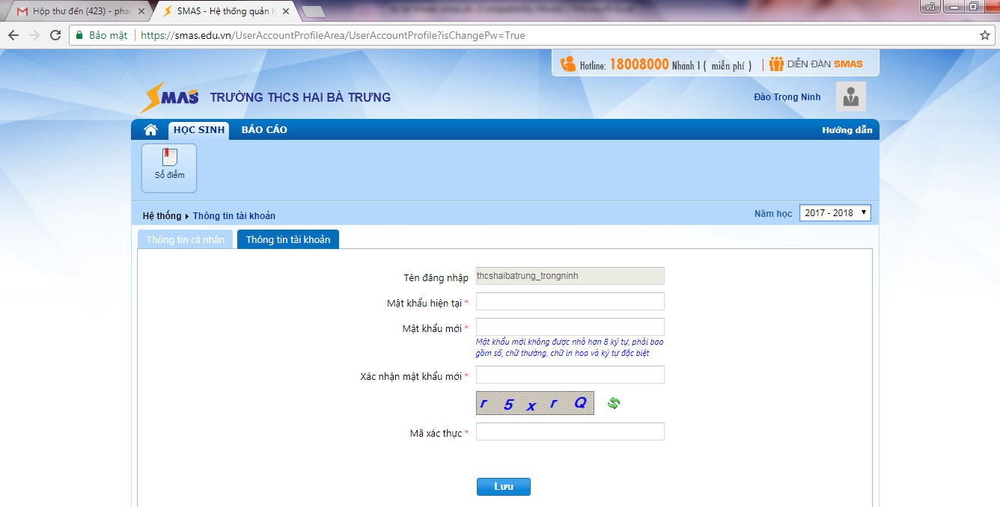 Hộp thư đến (423) - pha
SMAS - Hệ thống quản lý
vũ
Bảo mật
https://smas.edu.vn/UserAccountProfileArea/UserAccountProfile?isChangePw=True
Hotline: 18008000 Nhánh 1 ( miễn phí ) | DIỄN ĐÀN SMAS
SMAS TRƯỜNG THCS HAI BÀ TRƯNG
Đào Trọng Ninh
HỌC SINH BÁO CÁO Hướng dẫn
Sổ điểm
Hệ thống Thông tin tài khoản
Năm học 2017 - 2018
Thông tin cá nhân Thông tin tài khoản
Tên đăng nhập thcshaibatrung_trongninh
Mật khẩu hiện tại *
Mật khẩu mới *
Mật khẩu mới không được nhỏ hơn 8 ký tự, phải bao
gồm số, chữ thường, chữ in hoa và ký tự đặc biệt
Xác nhận mật khẩu mới *
r 5 x r Q
Mã xác thực *
Lưu